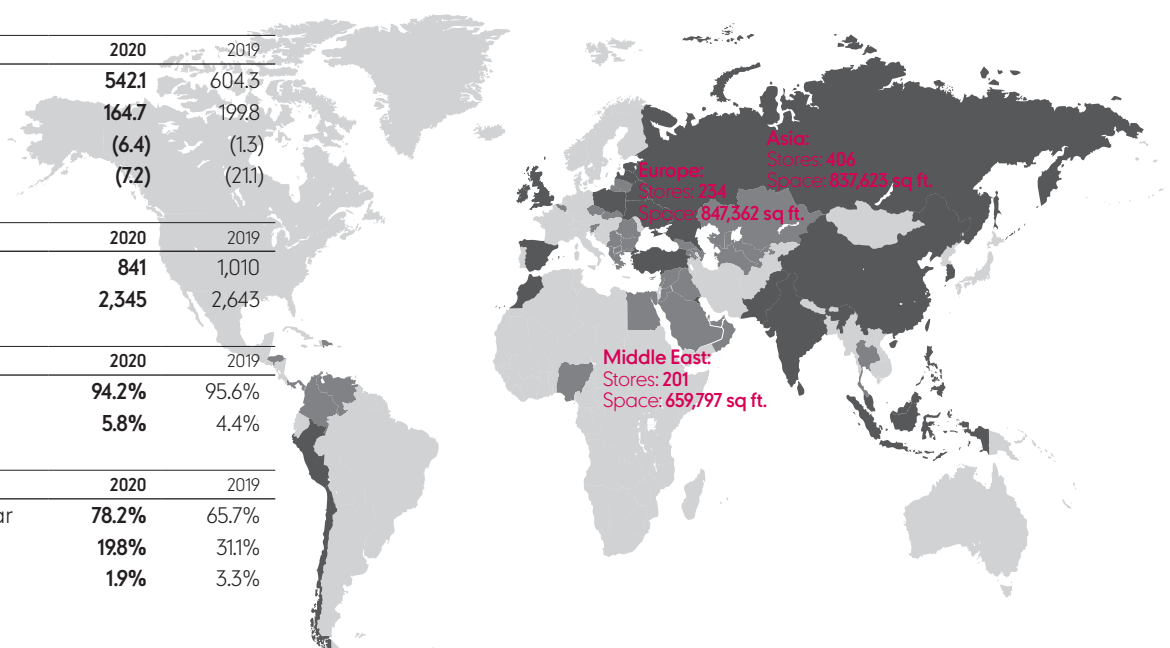 2020 2019
542.1 604.3
164.7 199.8
(6.4) (1.3)
(7.2) (21.1)
2020 2019
841 1,010
2,345 2,643
2020 2019
94.2% 95.6%
5.8% 4.4%
2020 2019
ar 78.2% 65.7%
19.8% 31.1%
1.9% 3.3%
Europe:
Stores: 234
Space: 847,362 sq ft.
Asia:
Stores: 406
Space: 837,623 sq ft.
Middle East:
Stores: 201
Space: 659,797 sq ft.